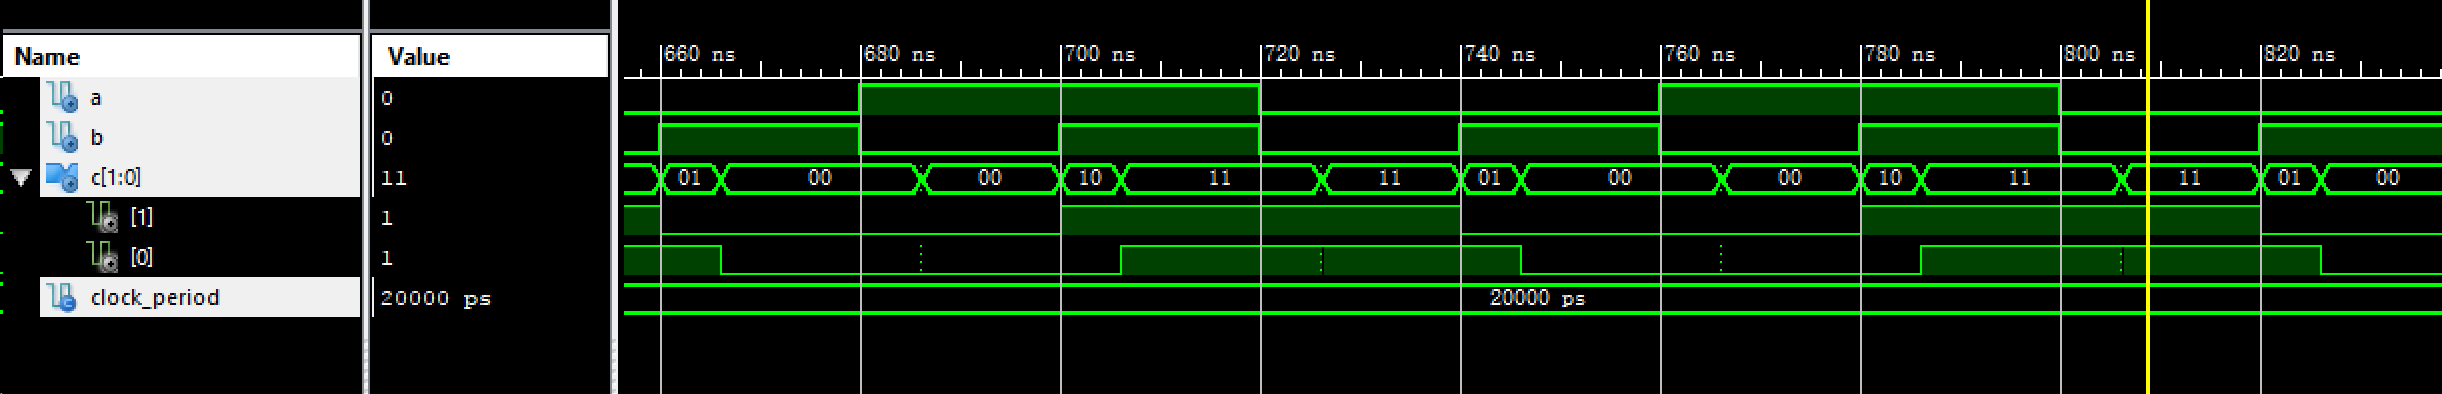 Name Value 660 ns 680 ns 700 ns 720 ns 740 ns 760 ns 780 ns 800 ns 820 ns
a 0
b 0
c[1:0] 11 01 00 00 10 11 11 01 00 00 10 11 11 01 00
[1] 1
[0] 1
clock_period 20000 ps 20000 ps